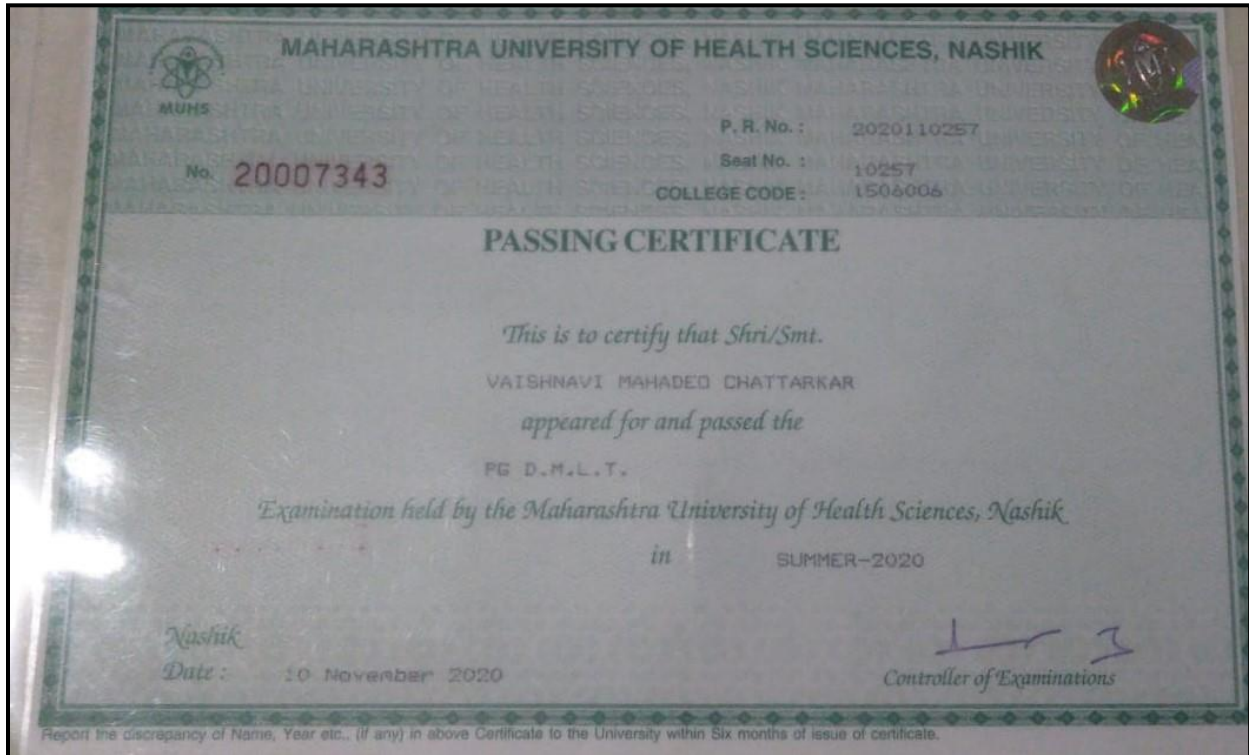 MAHARASHTRA UNIVERSITY OF HEALTH SCIENCES, NASHIK
MUHS
P. R. No. : 2020110257
No. 20007343
Seat No. : 10257
COLLEGE CODE : 1506006
PASSING CERTIFICATE
This is to certify that Shri/Smt.
VAISHNAVI MAHADEO CHATTARKAR
appeared for and passed the
PG D.M.L.T.
Examination held by the Maharashtra University of Health Sciences, Nashik
in SUMMER-2020
Nashik
Date : 10 November 2020
Controller of Examinations
Report the discrepancy of Name, Year etc., (if any) in above Certificate to the University within Six months of issue of certificate.